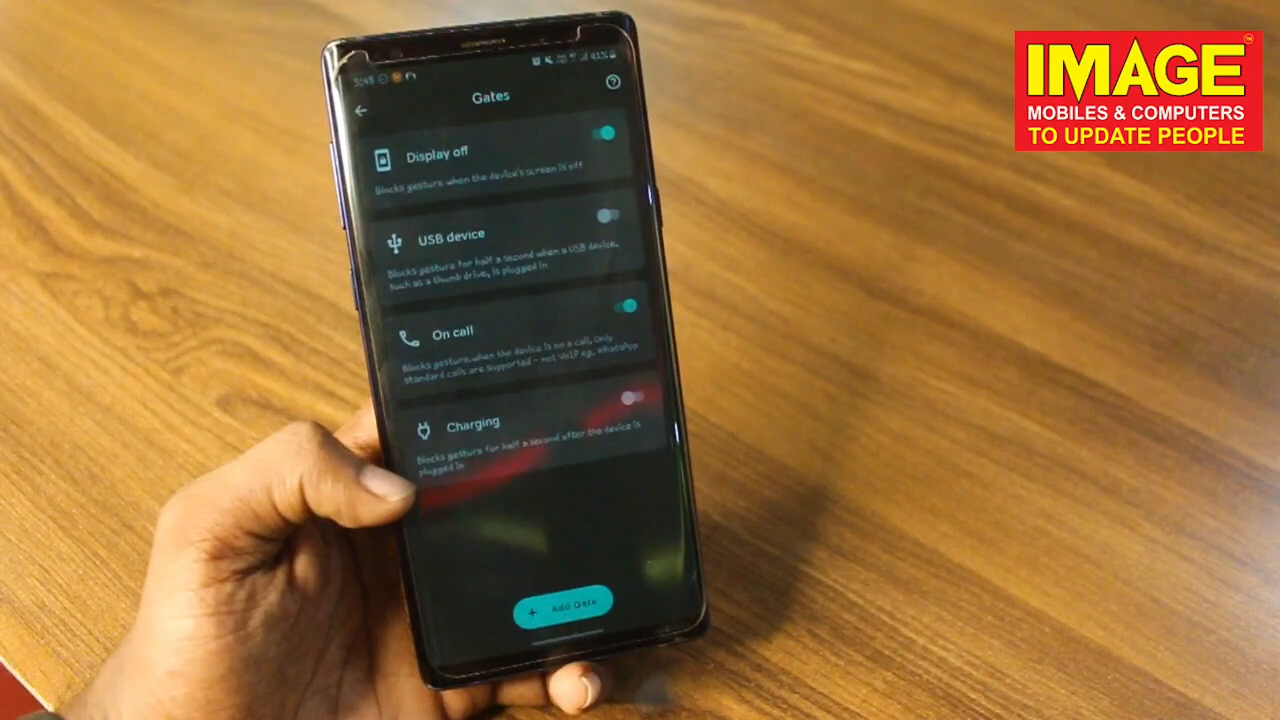 IMAGE
MOBILES & COMPUTERS
TO UPDATE PEOPLE
41%
Gates
Display off
Blocks gesture when the device's screen is off
USB device
Blocks gesture for half a second when a USB device,
such as a thumb drive, is plugged in
On call
Blocks gesture when the device is on a call. Only
standard calls are supported - not VoIP eg. WhatsApp
Charging
Blocks gesture for half a second after the device is
plugged in
+ Add Gate